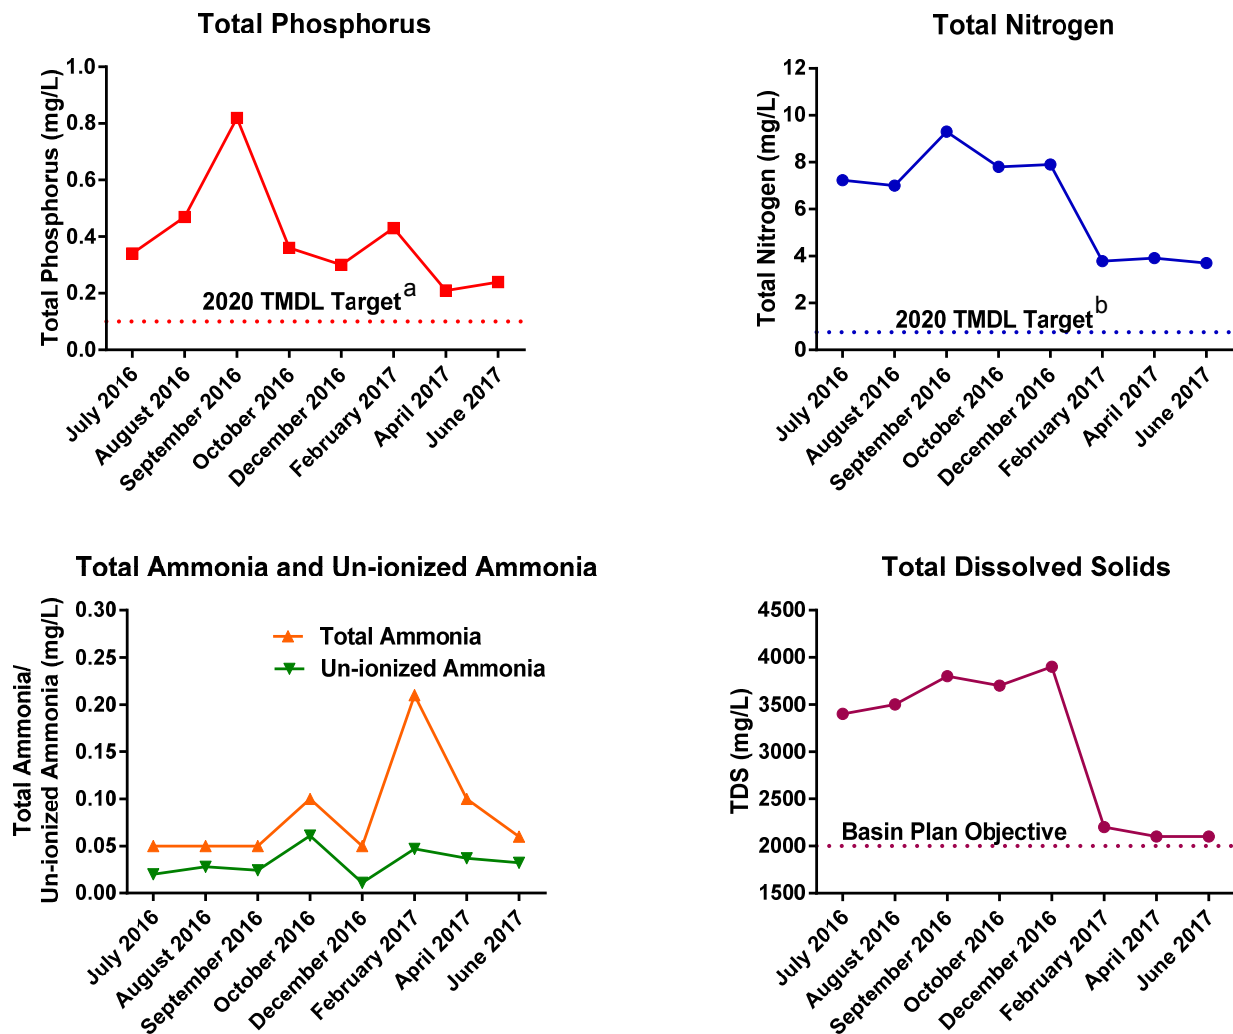 Total Phosphorus
Total Phosphorus (mg/L)
1.0
0.8
0.6
0.4
0.2
0.0
2020 TMDL Target a
July 2016
August 2016
September 2016
October 2016
December 2016
February 2017
April 2017
June 2017
Total Nitrogen
Total Nitrogen (mg/L)
12
10
8
6
4
2
0
2020 TMDL Target b
July 2016
August 2016
September 2016
October 2016
December 2016
February 2017
April 2017
June 2017
Total Ammonia and Un-ionized Ammonia
Total Ammonia/
Un-ionized Ammonia (mg/L)
0.30
0.25
0.20
0.15
0.10
0.05
0.00
Total Ammonia
Un-ionized Ammonia
July 2016
August 2016
September 2016
October 2016
December 2016
February 2017
April 2017
June 2017
Total Dissolved Solids
TDS (mg/L)
4500
4000
3500
3000
2500
2000
1500
Basin Plan Objective
July 2016
August 2016
September 2016
October 2016
December 2016
February 2017
April 2017
June 2017